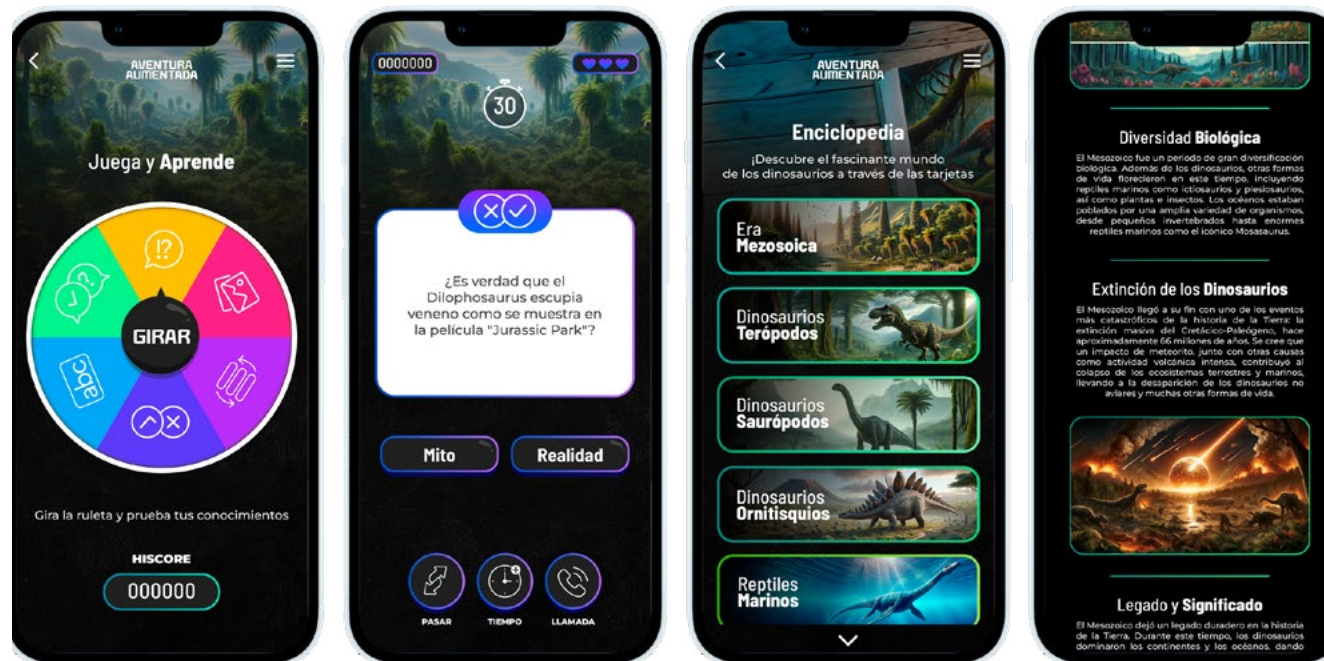 AVENTURA
AUMENTADA
Juega y Aprende
!?
abc
GIRAR
Gira la ruleta y prueba tus conocimientos
HISCORE
000000
0000000
30
¿Es verdad que el
Dilophosaurus escupia
veneno como se muestra en
la película "Jurassic Park"?
Mito
Realidad
PASAR
TIEMPO
LLAMADA
AVENTURA
AUMENTADA
Enciclopedia
¡Descubre el fascinante mundo
de los dinosaurios a través de las tarjetas
Era
Mezosoica
Dinosaurios
Terópodos
Dinosaurios
Saurópodos
Dinosaurios
Ornitisquios
Reptiles
Marinos
Diversidad Biológica
El Mesozoico fue un período de gran diversificación
biológica. Además de los dinosaurios, otras formas
de vida florecieron en este tiempo, incluyendo
reptiles marinos como ictiosaurios y plesiosaurios,
así como plantas e insectos. Los océanos estaban
poblados por una amplia variedad de organismos,
desde pequeños invertebrados hasta enormes
reptiles marinos como el icónico Mosasaurus.
Extinción de los Dinosaurios
El Mesozoico llegó a su fin con uno de los eventos
más catastróficos de la historia de la Tierra: la
extinción masiva del Cretácico-Paleógeno, hace
aproximadamente 66 millones de años. Se cree que
un impacto de meteorito, junto con otras causas
como actividad volcánica intensa, contribuyó al
colapso de los ecosistemas terrestres y marinos,
llevando a la desaparición de los dinosaurios no
aviares y muchas otras formas de vida.
Legado y Significado
El Mesozoico dejó un legado duradero en la historia
de la Tierra. Durante este tiempo, los dinosaurios
dominaron los continentes y los océanos, dando